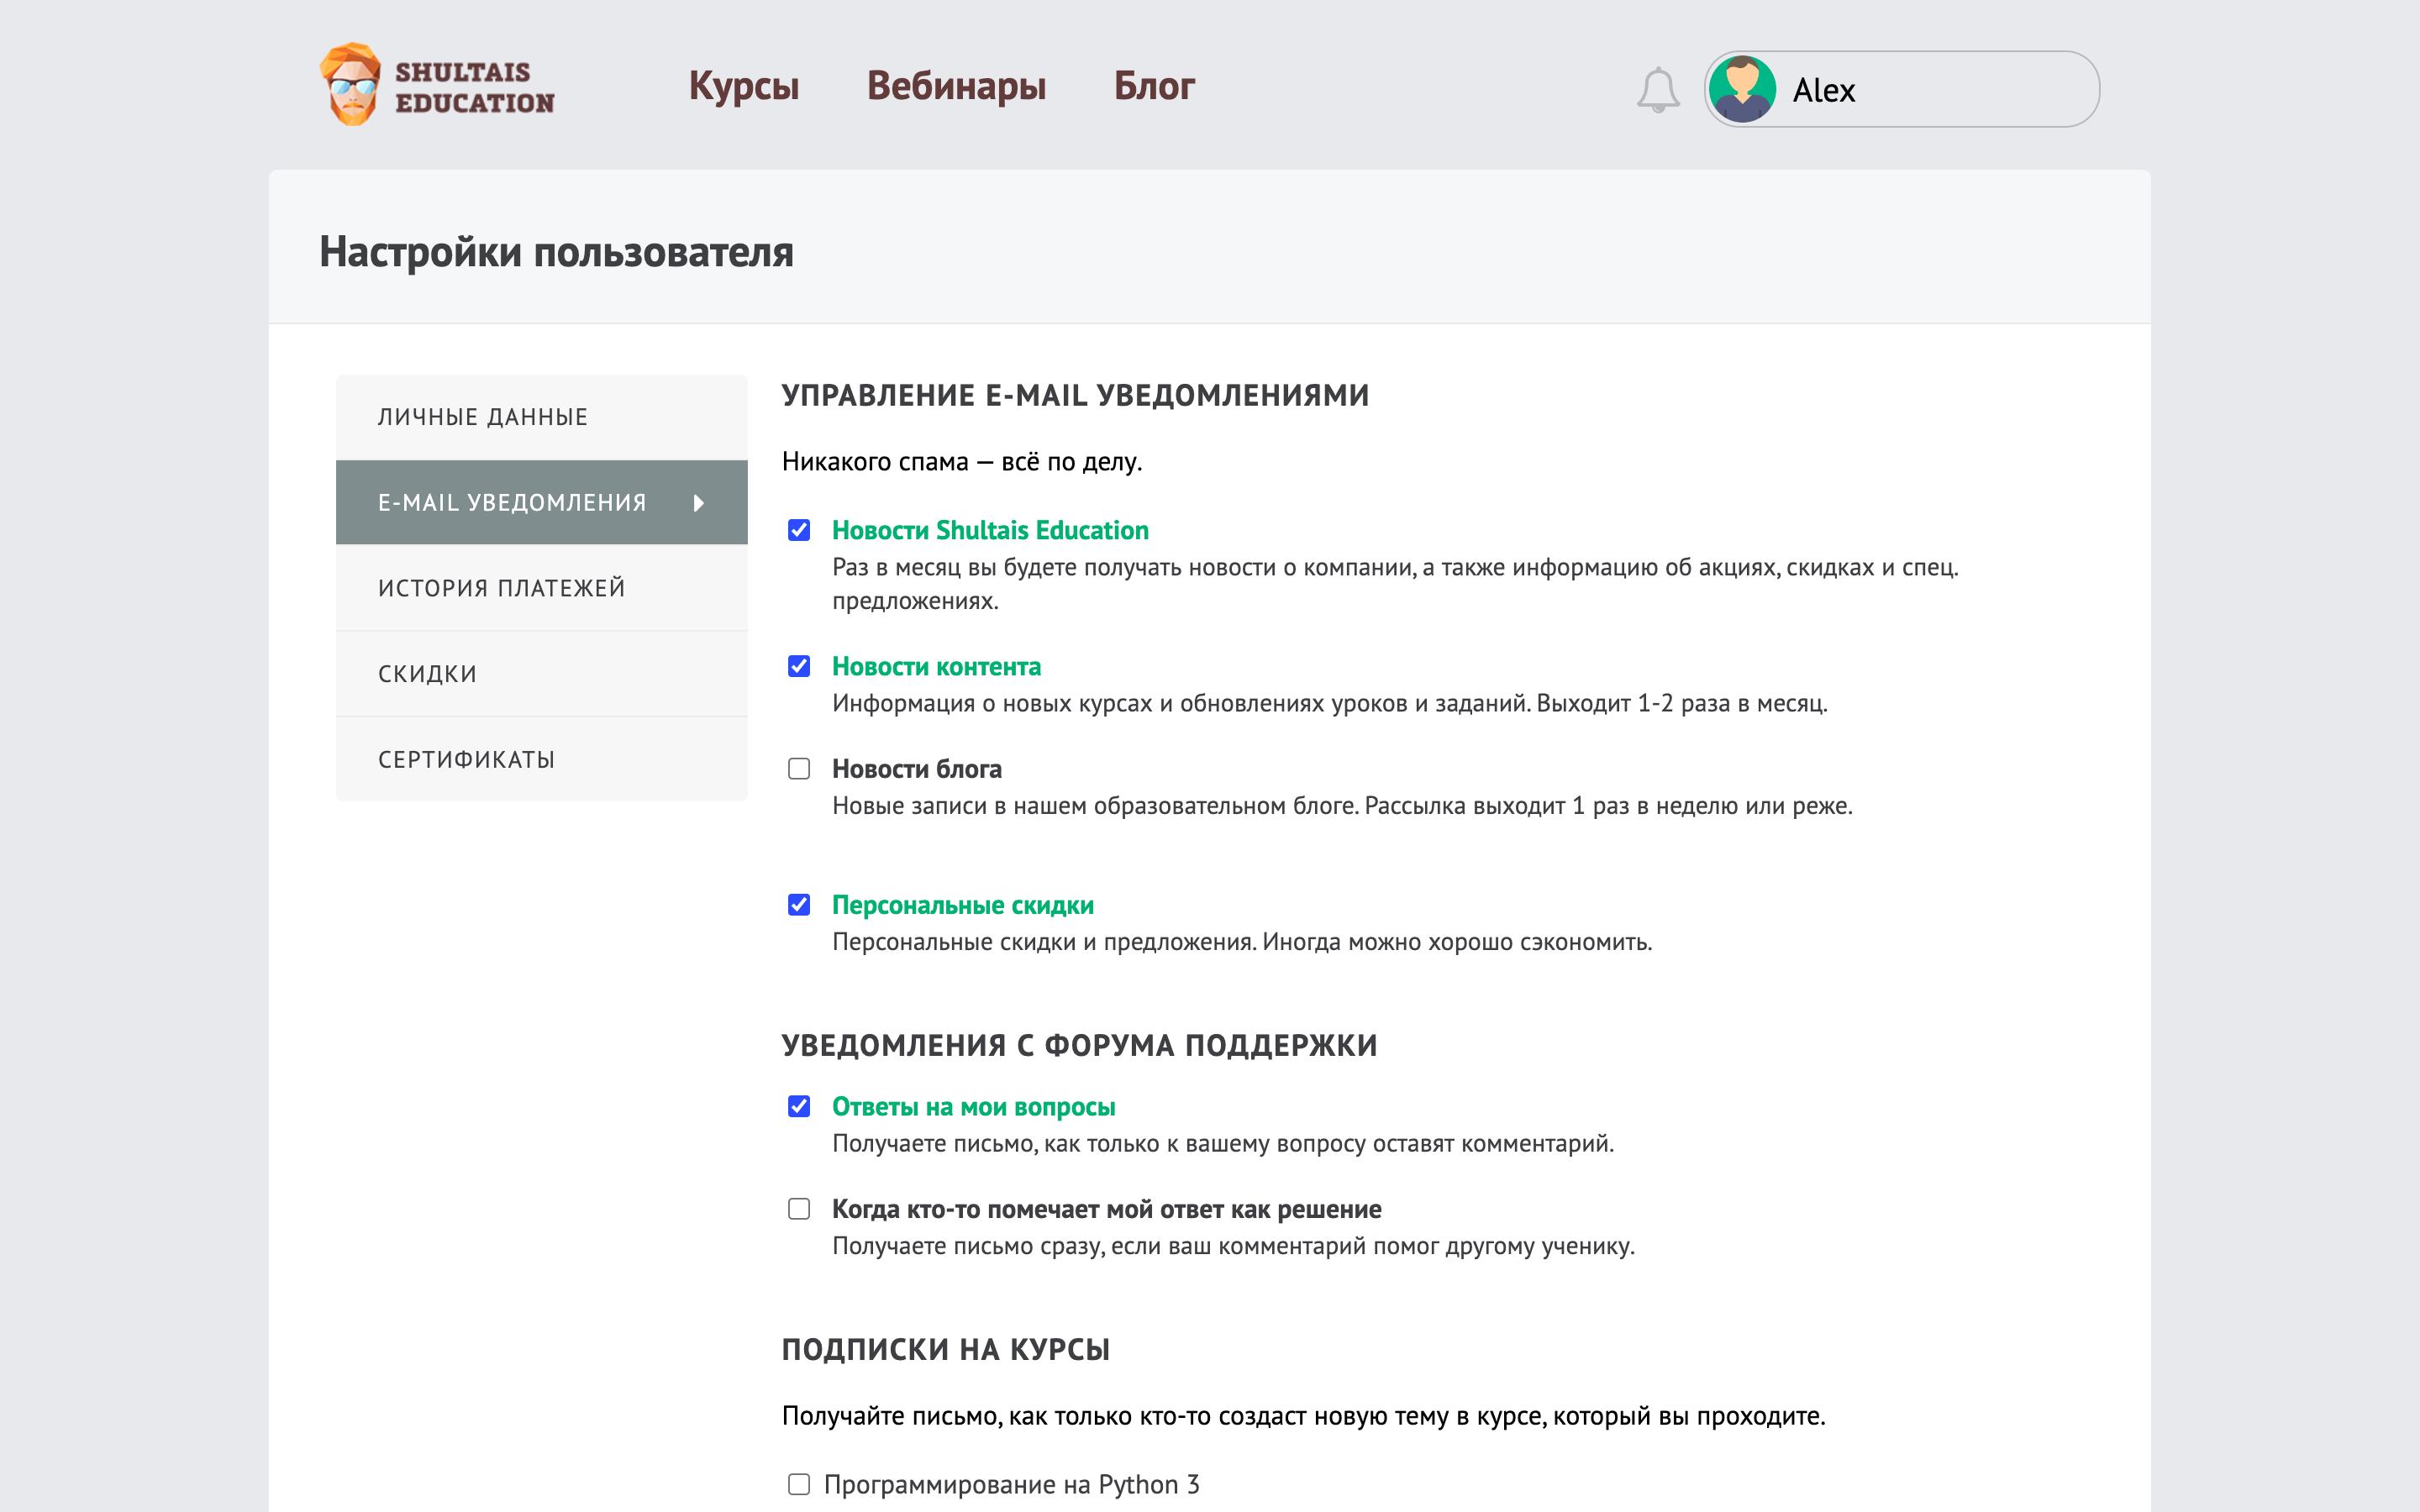 SHULTAIS
EDUCATION
Курсы
Вебинары
Блог
Alex
Настройки пользователя
ЛИЧНЫЕ ДАННЫЕ
E-MAIL УВЕДОМЛЕНИЯ
ИСТОРИЯ ПЛАТЕЖЕЙ
СКИДКИ
СЕРТИФИКАТЫ
УПРАВЛЕНИЕ E-MAIL УВЕДОМЛЕНИЯМИ
Никакого спама — всё по делу.
Новости Shultais Education
Раз в месяц вы будете получать новости о компании, а также информацию об акциях, скидках и спец.
предложениях.
Новости контента
Информация о новых курсах и обновлениях уроков и заданий. Выходит 1-2 раза в месяц.
Новости блога
Новые записи в нашем образовательном блоге. Рассылка выходит 1 раз в неделю или реже.
Персональные скидки
Персональные скидки и предложения. Иногда можно хорошо сэкономить.
УВЕДОМЛЕНИЯ С ФОРУМА ПОДДЕРЖКИ
Ответы на мои вопросы
Получаете письмо, как только к вашему вопросу оставят комментарий.
Когда кто-то помечает мой ответ как решение
Получаете письмо сразу, если ваш комментарий помог другому ученику.
ПОДПИСКИ НА КУРСЫ
Получайте письмо, как только кто-то создаст новую тему в курсе, который вы проходите.
Программирование на Python 3